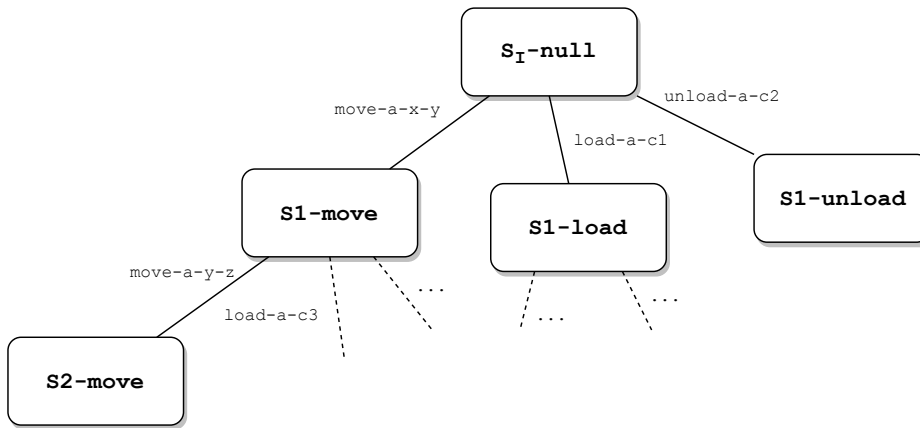 S_I-null
unload-a-c2
move-a-x-y
load-a-c1
S1-unload
S1-move
S1-load
move-a-y-z
...
...
load-a-c3
...
S2-move